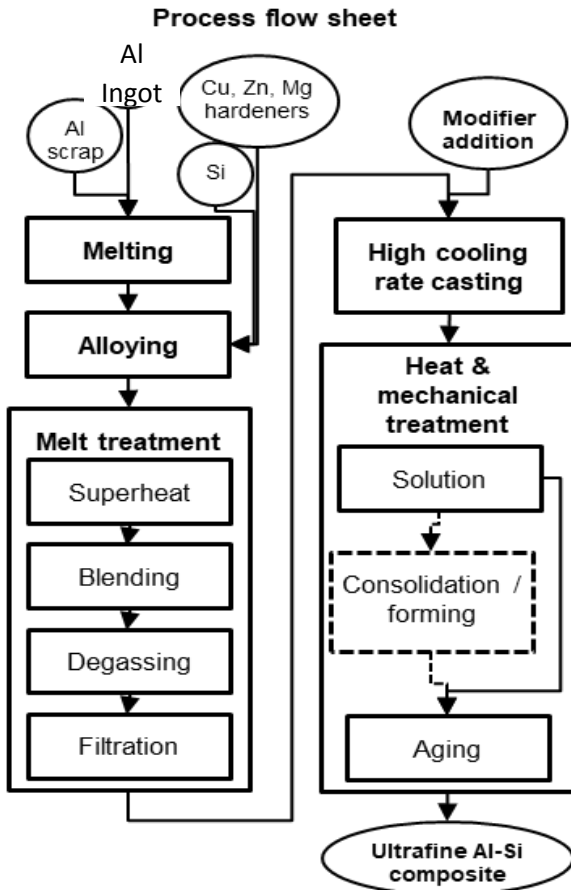 Process flow sheet
Al
Ingot
Al
scrap
Cu, Zn, Mg
hardeners
Si
Melting
Alloying
Melt treatment
Superheat
Blending
Degassing
Filtration
Modifier
addition
High cooling
rate casting
Heat &
mechanical
treatment
Solution
Consolidation /
forming
Aging
Ultrafine Al-Si
composite